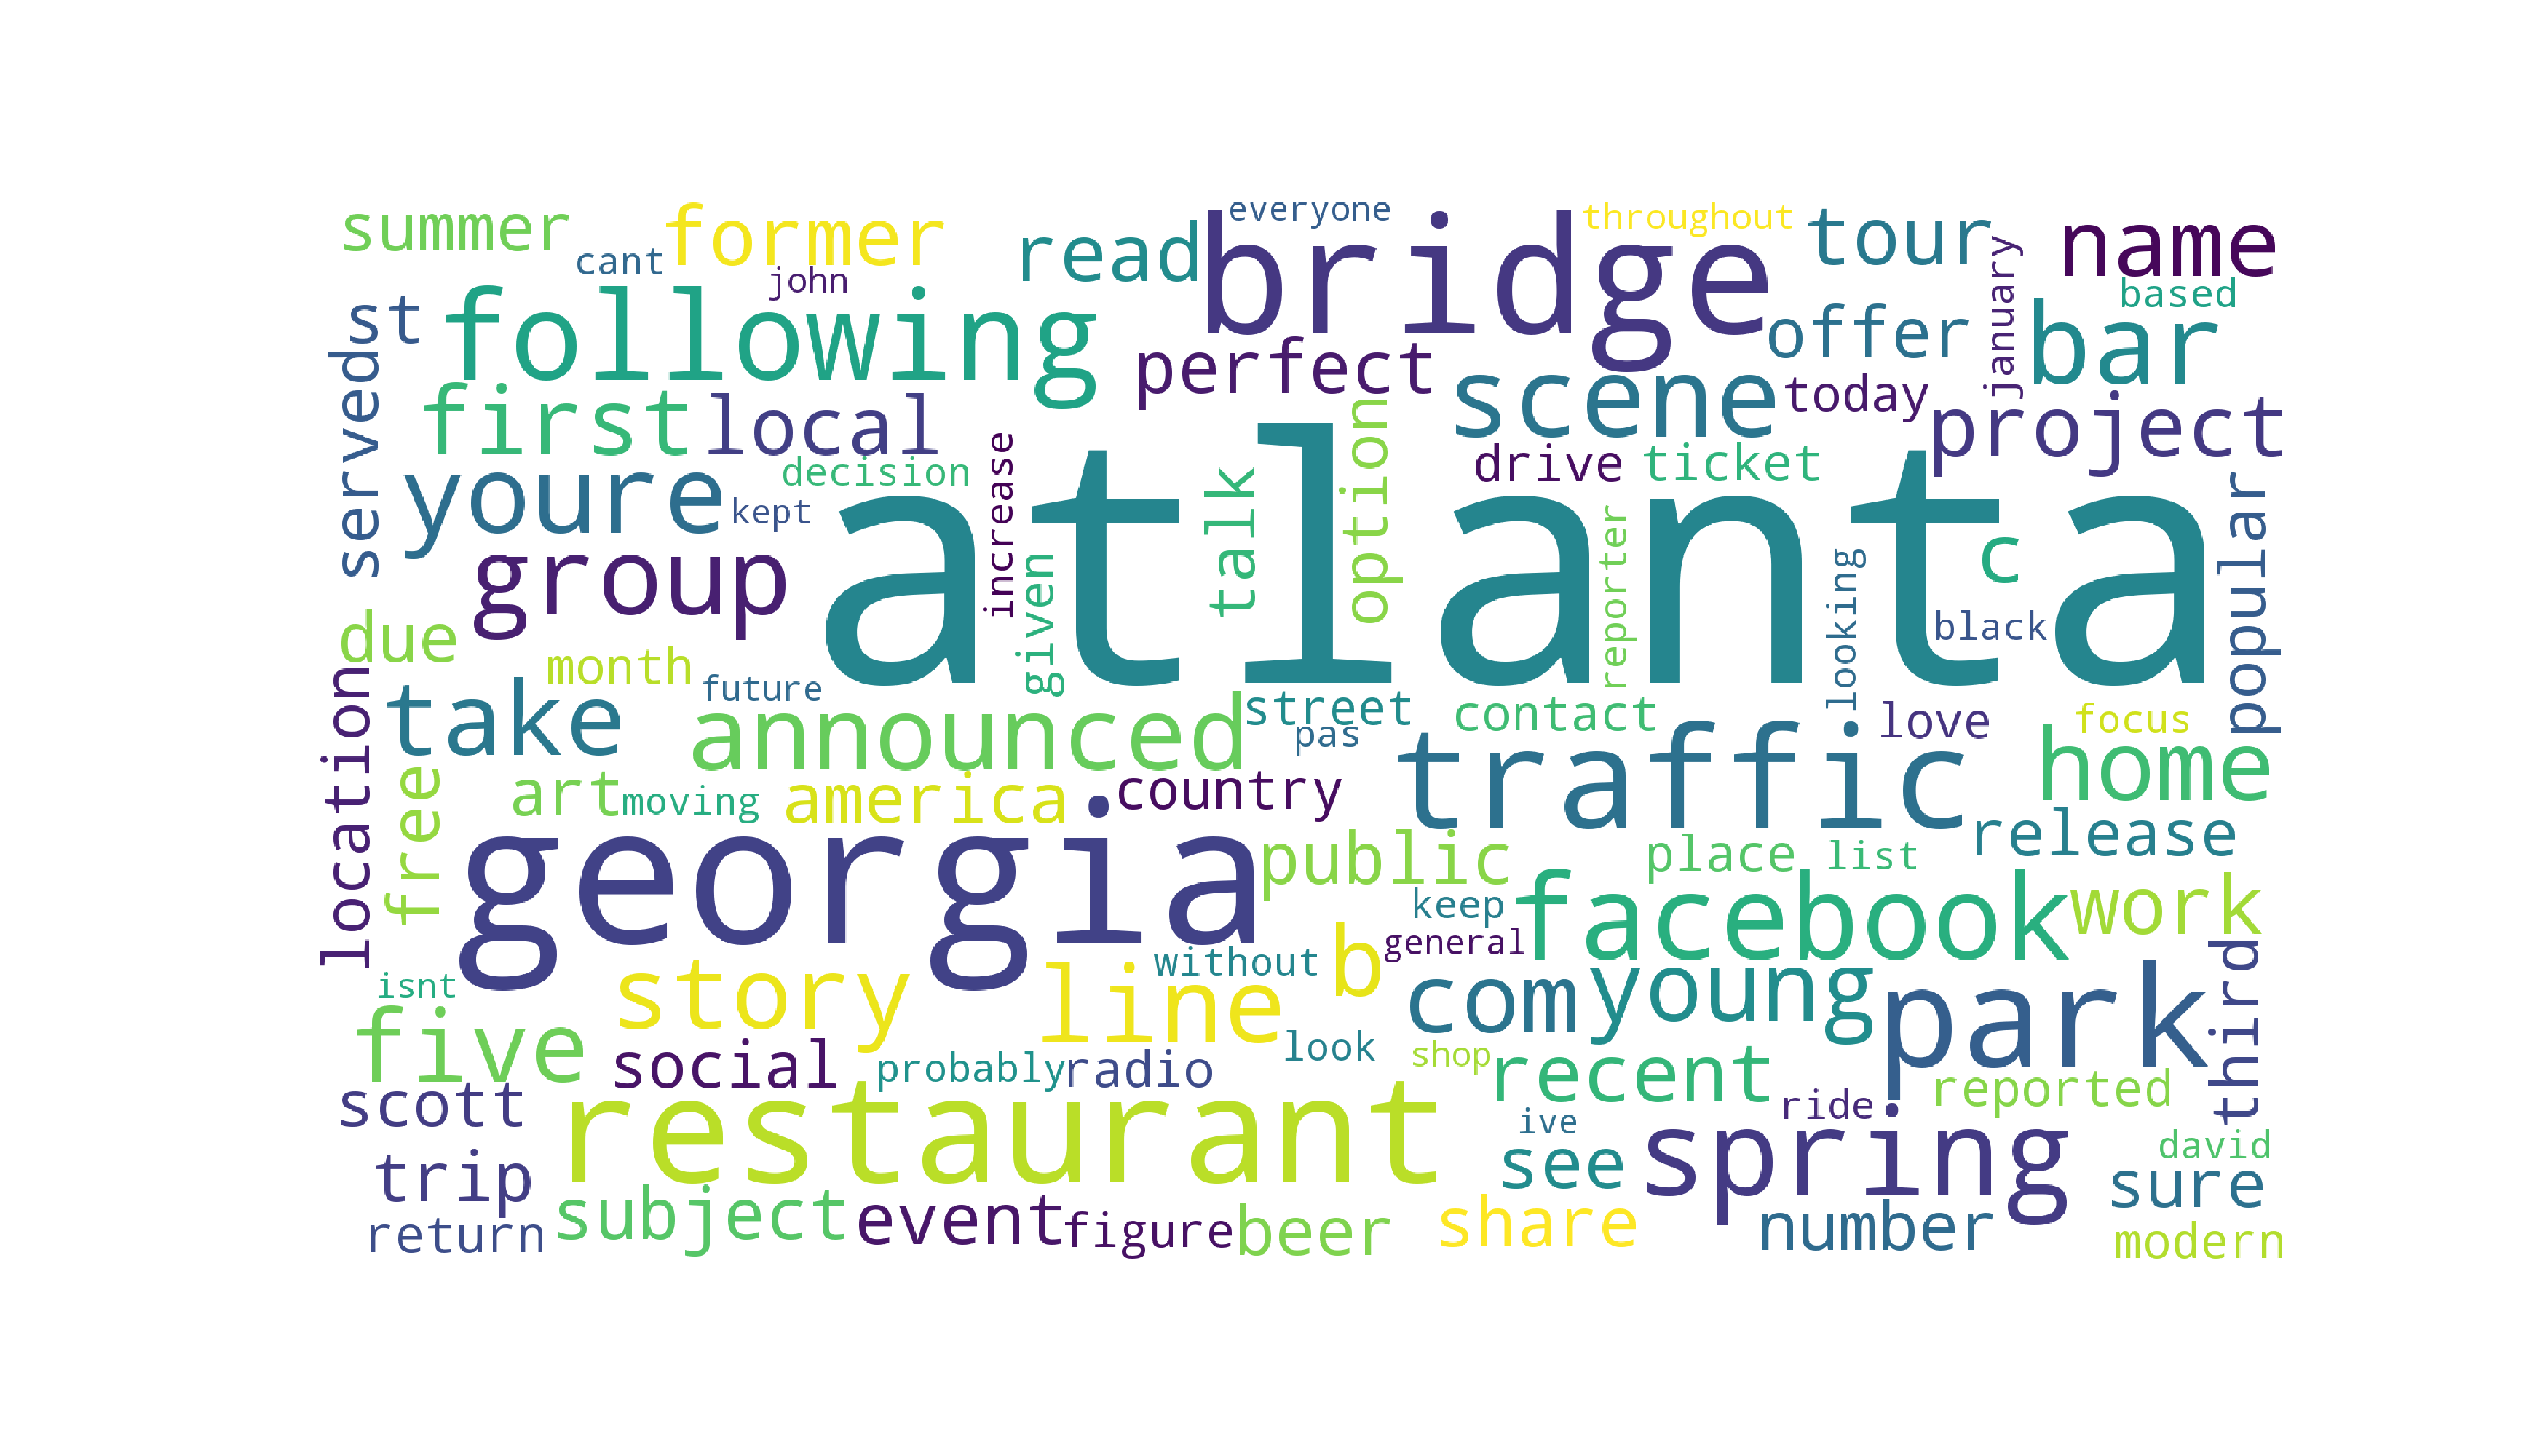 everyone
throughout
summer
former
read
bridge
tour
name
cant
john
january
based
st
following
perfect
offer
bar
served
first
local
scene
today
project
option
youre
decision
increase
talk
drive
ticket
popular
kept
atlanta
group
given
reporter
looking
c
black
due
month
future
location
take
announced
street
pas
contact
love
focus
traffic
home
free
art
moving
america
country
georgia
public
place
list
release
keep
facebook
work
general
b
without
isnt
story
line
com
young
park
third
five
social
probably
radio
look
shop
recent
reported
scott
restaurant
ive
ride
see
spring
david
trip
sure
return
subject
event
figure
beer
share
number
modern